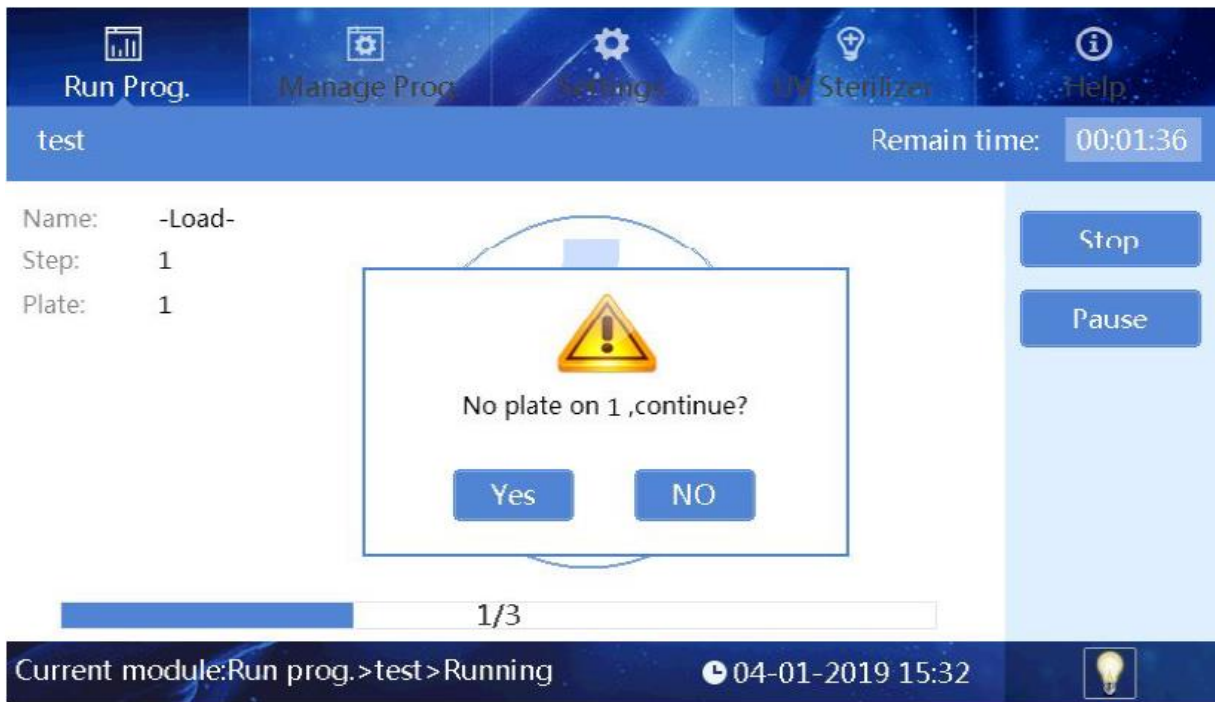 Run Prog.
Manage Prog.
Settings
UV Sterilizer
Help
test
Remain time: 00:01:36
Name: -Load-
Step: 1
Plate: 1
Stop
Pause
No plate on 1 ,continue?
Yes
NO
1/3
Current module:Run prog.>test>Running
04-01-2019 15:32